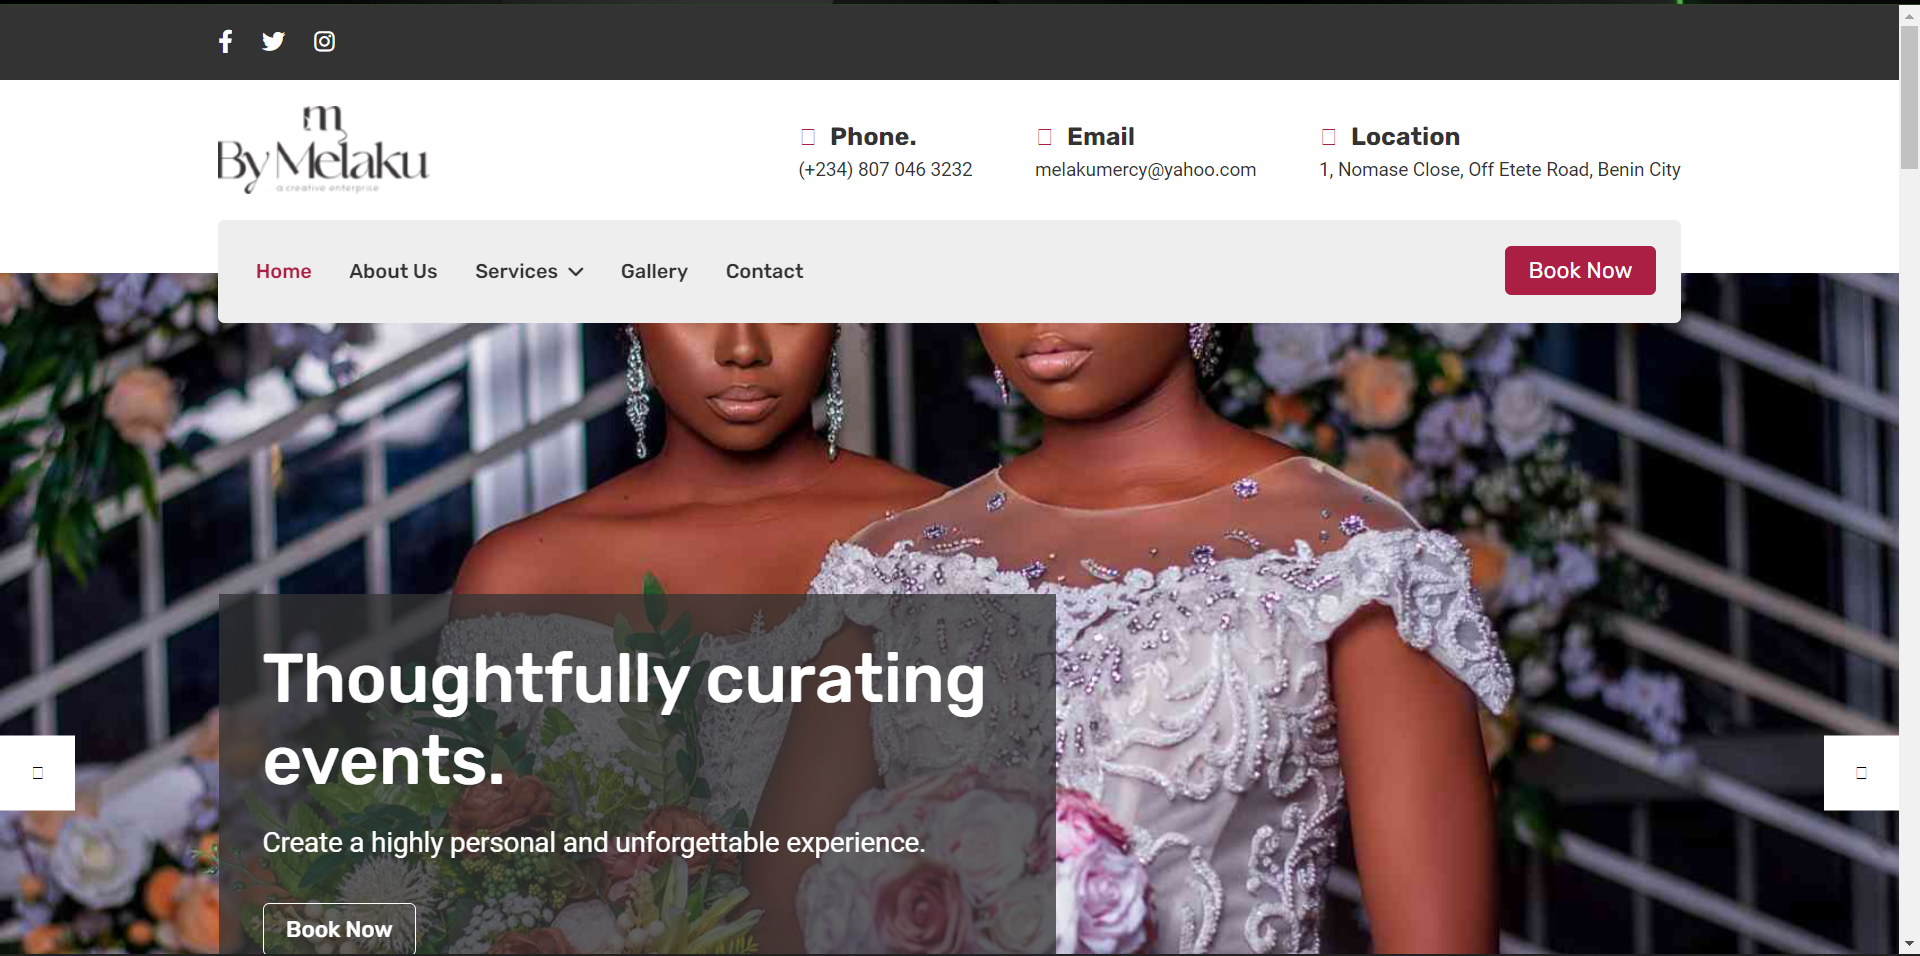 m
By Melaku
a creative enterprise
Phone.
(+234) 807 046 3232
Email
melakumercy@yahoo.com
Location
1, Nomase Close, Off Etete Road, Benin City
Home
About Us
Services
Gallery
Contact
Book Now
Thoughtfully curating
events.
Create a highly personal and unforgettable experience.
Book Now